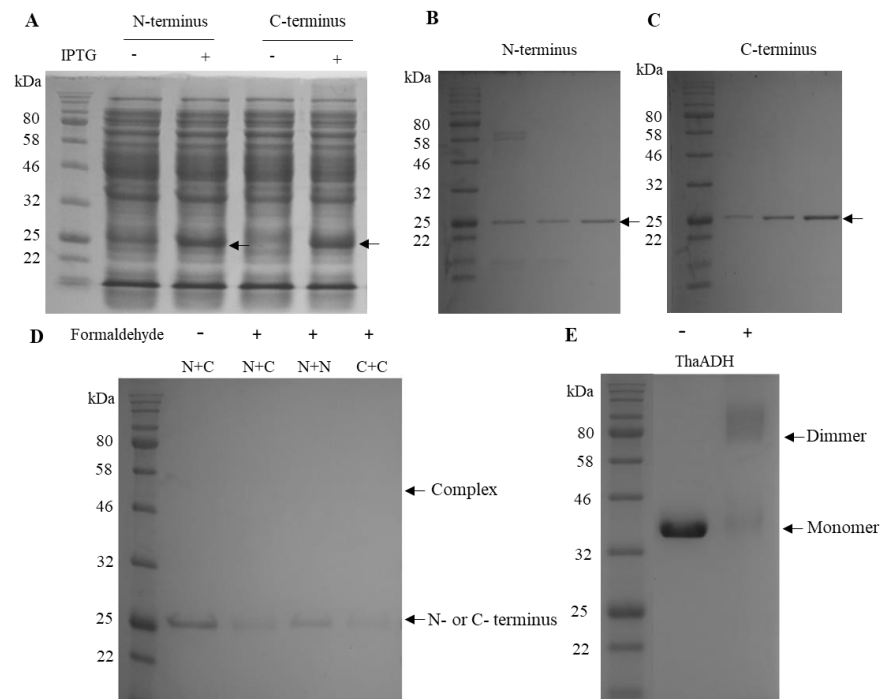 A
N-terminus C-terminus
IPTG - + - +
kDa
80
58
46
32
25
22
B
N-terminus
kDa
80
58
46
32
25
22
C
C-terminus
kDa
80
58
46
32
25
22
D
Formaldehyde - + + +
N+C N+C N+N C+C
kDa
80
58
46
32
25
22
Complex
N- or C- terminus
E
- +
ThaADH
kDa
80
58
46
32
25
22
Dimmer
Monomer